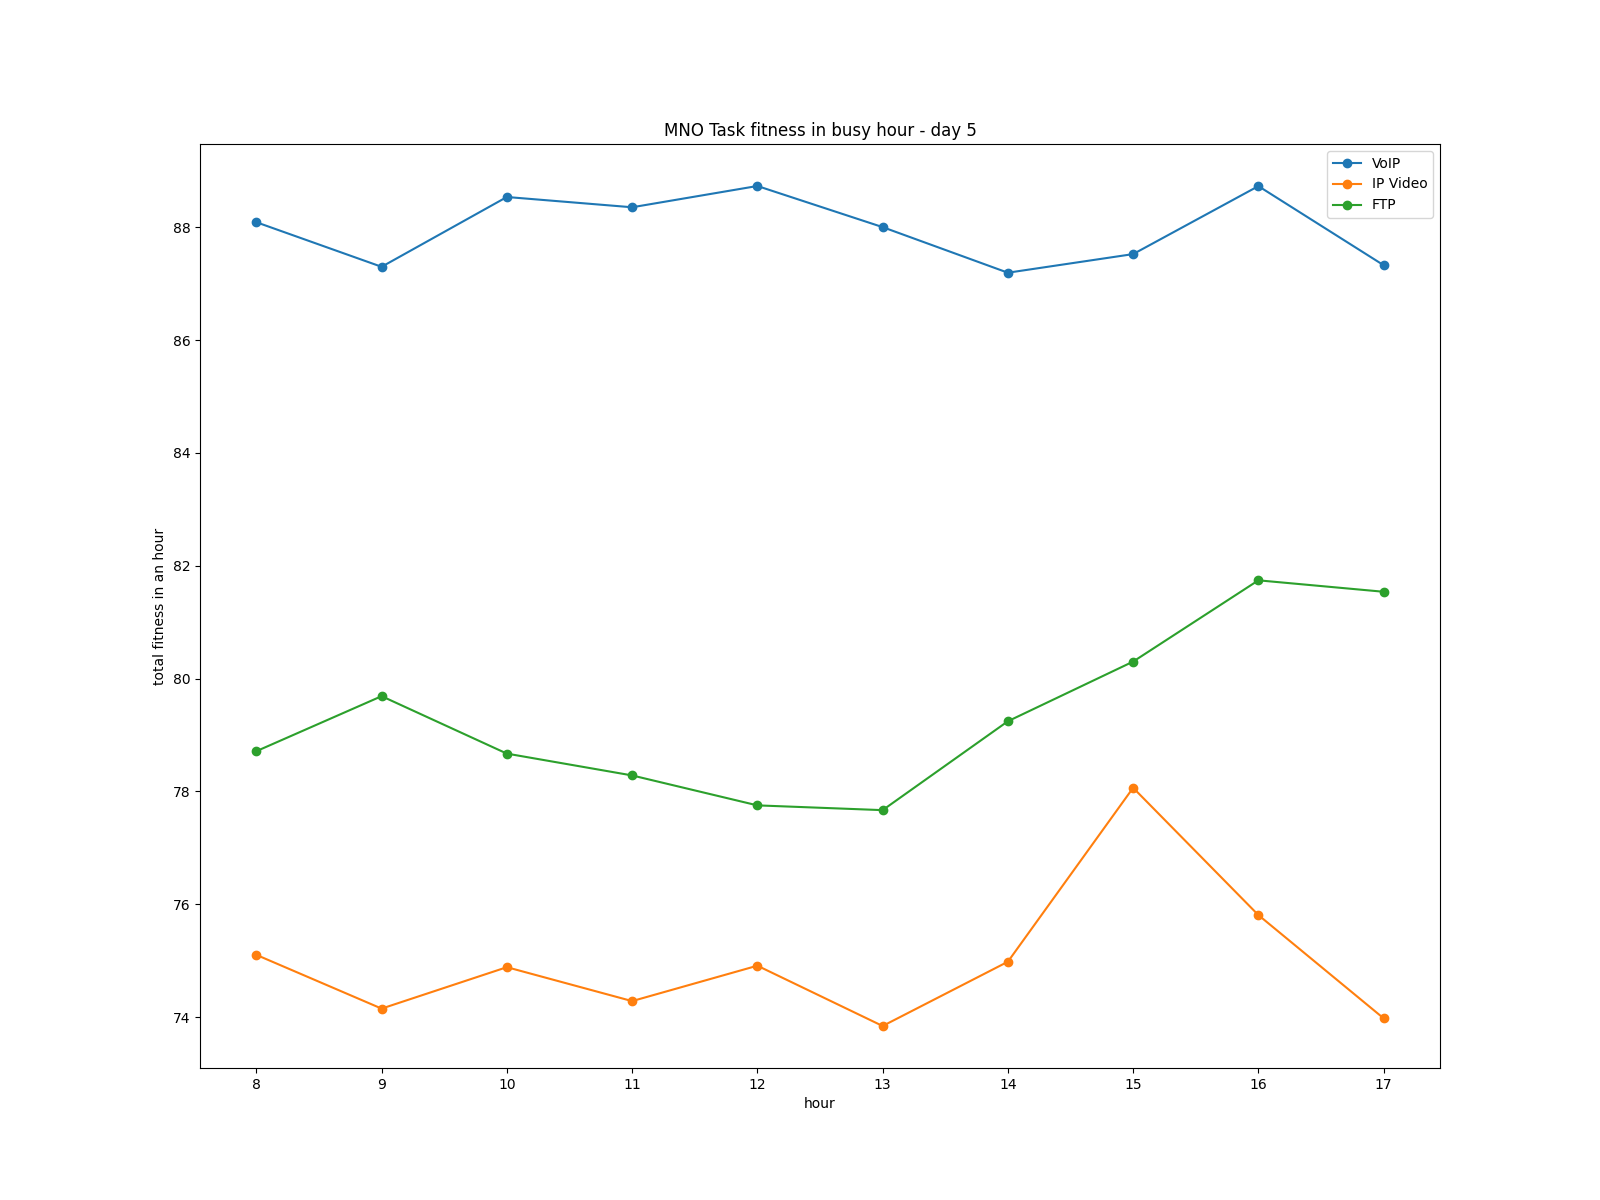 MNO Task fitness in busy hour - day 5
VoIP
IP Video
FTP
88
86
84
82
80
78
76
74
total fitness in an hour
8 9 10 11 12 13 14 15 16 17
hour